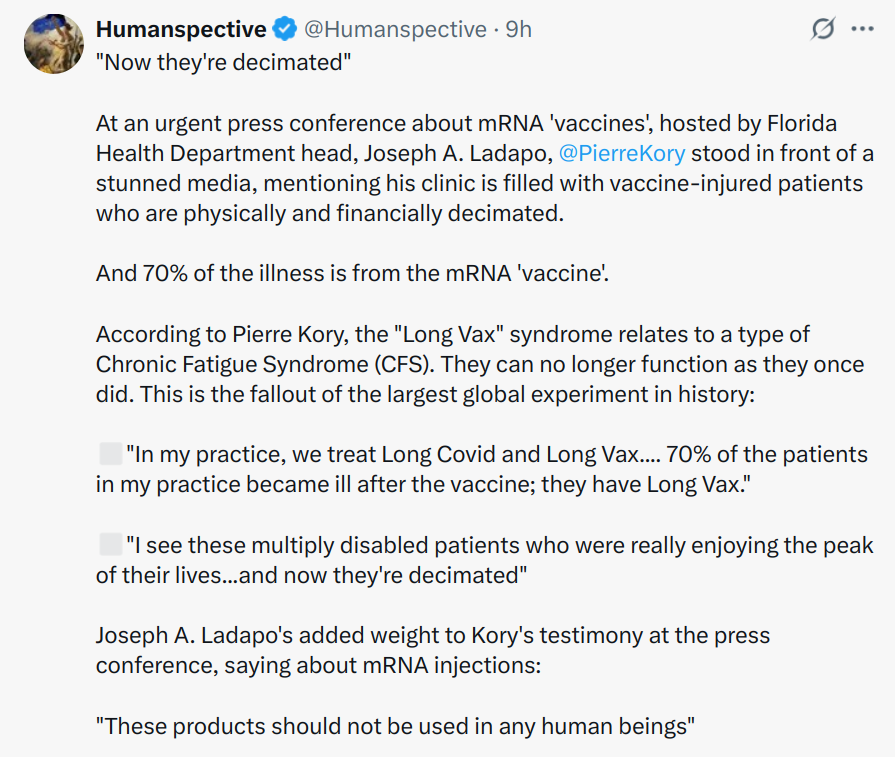 Humanspective @Humanspective · 9h
"Now they're decimated"
At an urgent press conference about mRNA 'vaccines', hosted by Florida
Health Department head, Joseph A. Ladapo, @PierreKory stood in front of a
stunned media, mentioning his clinic is filled with vaccine-injured patients
who are physically and financially decimated.
And 70% of the illness is from the mRNA 'vaccine'.
According to Pierre Kory, the "Long Vax" syndrome relates to a type of
Chronic Fatigue Syndrome (CFS). They can no longer function as they once
did. This is the fallout of the largest global experiment in history:
"In my practice, we treat Long Covid and Long Vax.... 70% of the patients
in my practice became ill after the vaccine; they have Long Vax."
"I see these multiply disabled patients who were really enjoying the peak
of their lives...and now they're decimated"
Joseph A. Ladapo's added weight to Kory's testimony at the press
conference, saying about mRNA injections:
"These products should not be used in any human beings"